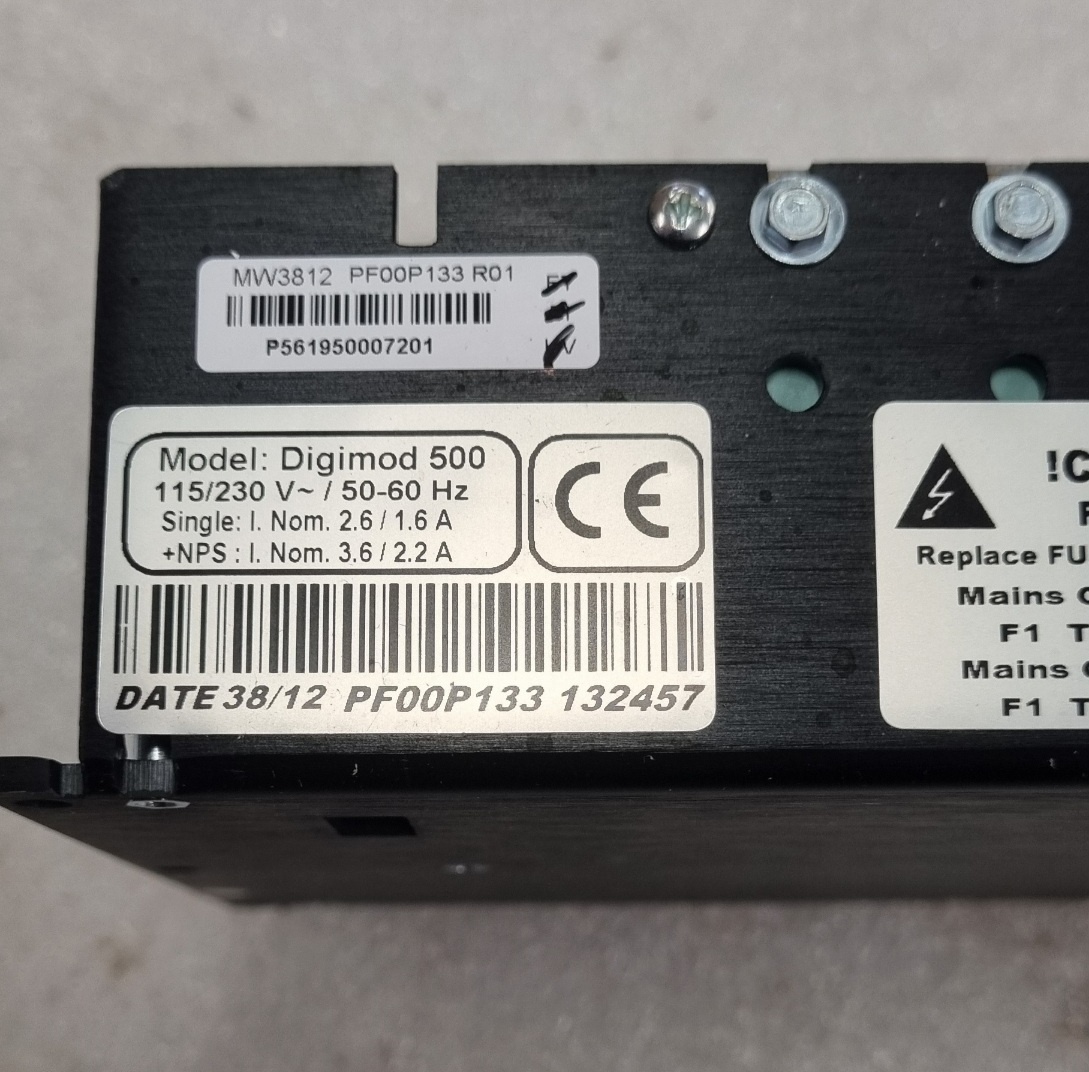 MW3812 PF00P133 R01
P561950007201
Model: Digimod 500
115/230 V~ / 50-60 Hz
Single: I. Nom. 2.6 / 1.6 A
+NPS : I. Nom. 3.6 / 2.2 A
CE
DATE 38/12 PF00P133 132457
Replace
Mains
F1 T
Mains
F1 T